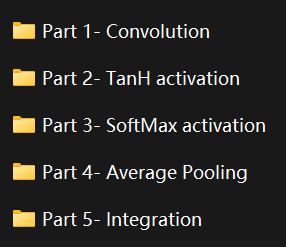 Part 1- Convolution
Part 2- TanH activation
Part 3- SoftMax activation
Part 4- Average Pooling
Part 5- Integration